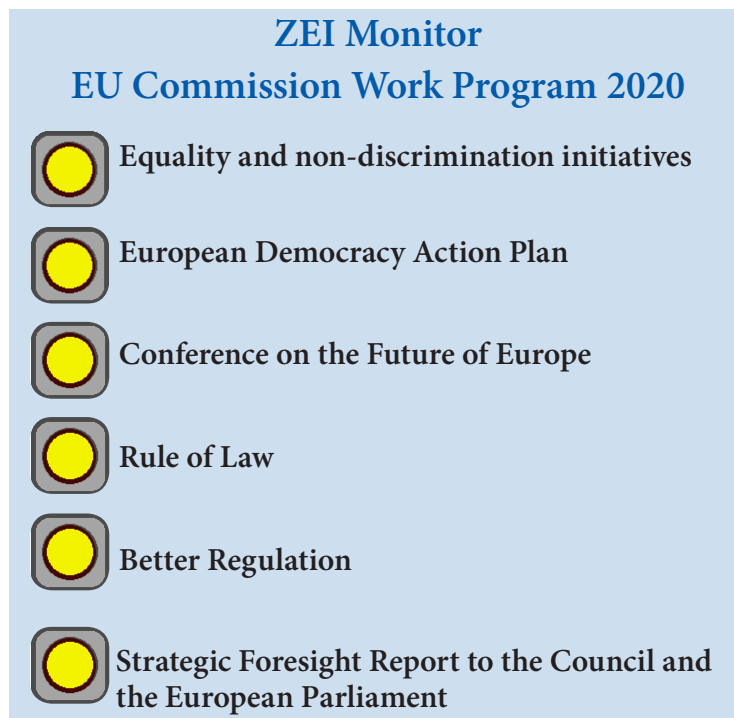 ZEI Monitor
EU Commission Work Program 2020
Equality and non-discrimination initiatives
European Democracy Action Plan
Conference on the Future of Europe
Rule of Law
Better Regulation
Strategic Foresight Report to the Council and
the European Parliament